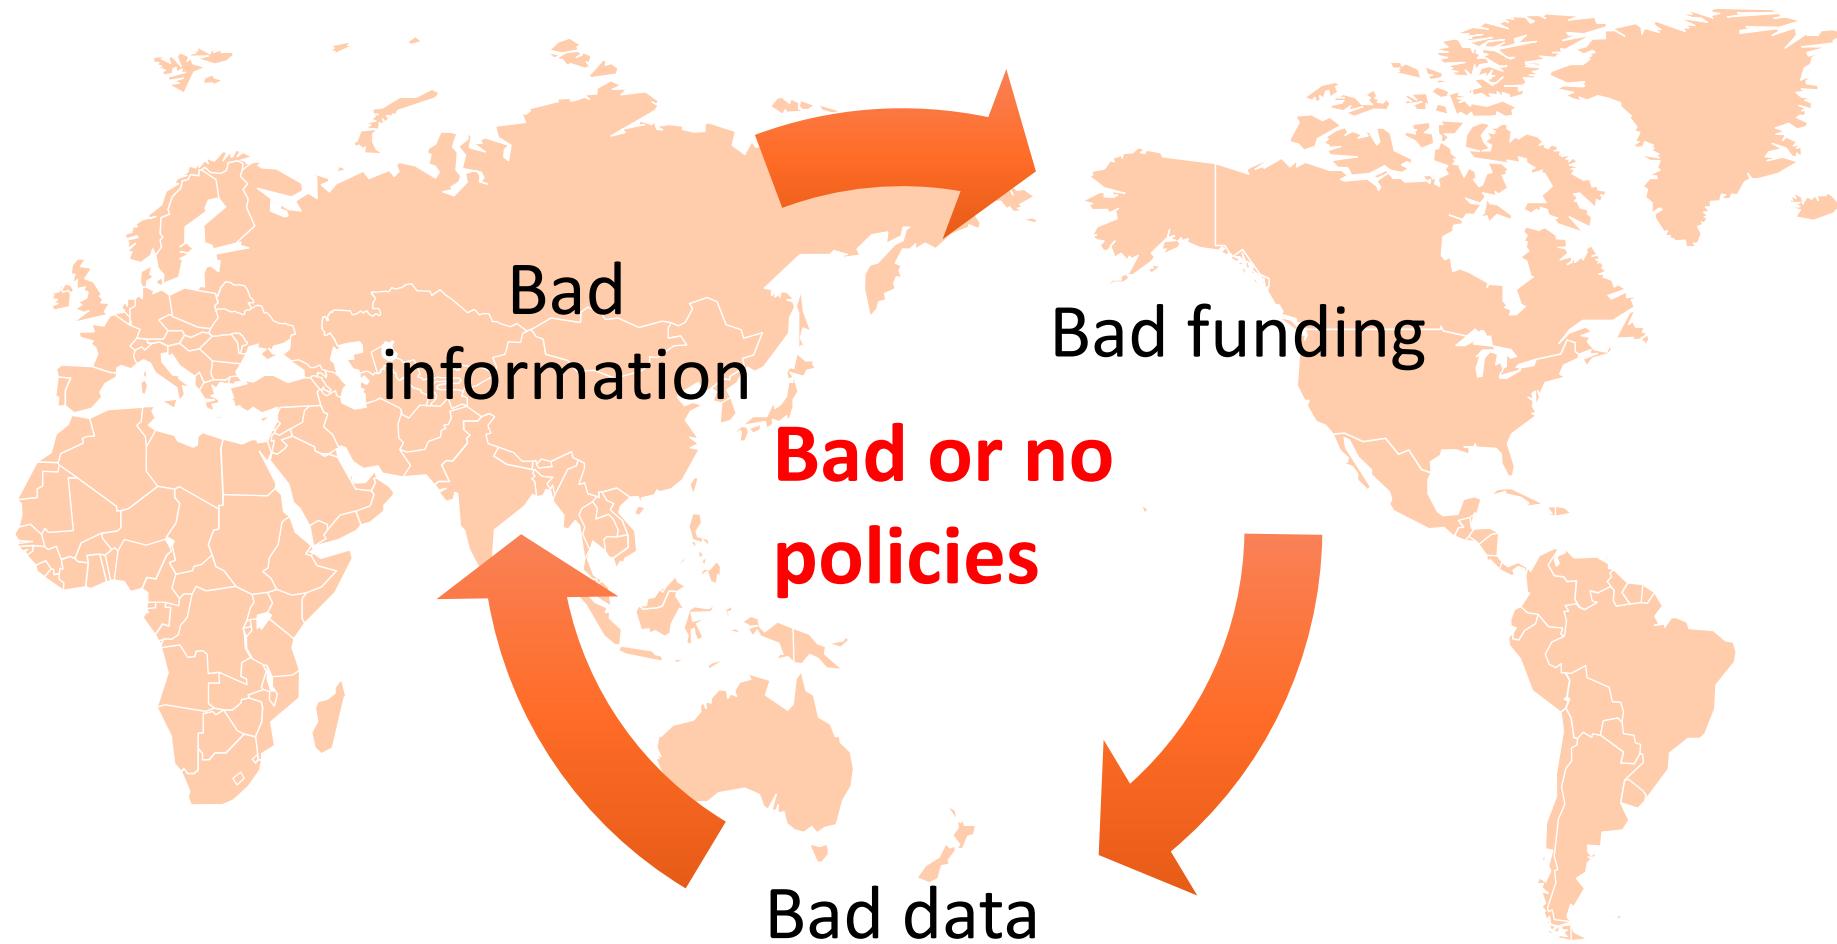 Bad
information
Bad funding
Bad or no
policies
Bad data